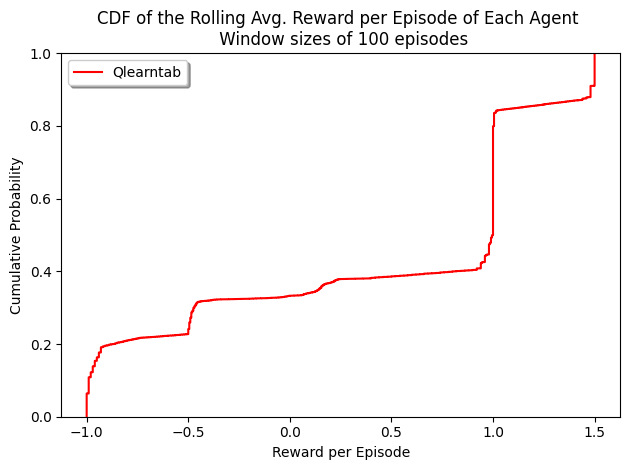 CDF of the Rolling Avg. Reward per Episode of Each Agent
Window sizes of 100 episodes
Qlearntab
Cumulative Probability
1.0
0.8
0.6
0.4
0.2
0.0
−1.0 −0.5 0.0 0.5 1.0 1.5
Reward per Episode